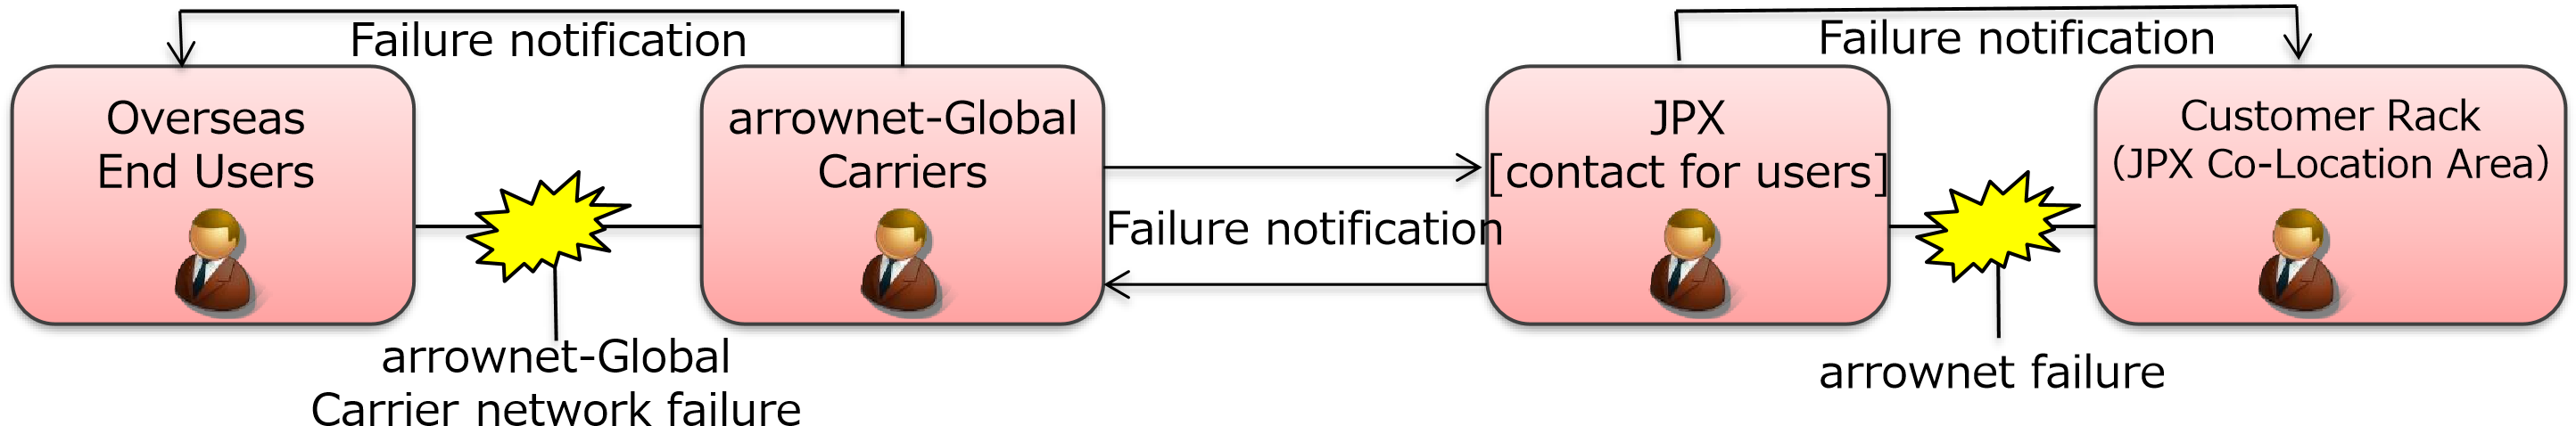 Failure notification
Failure notification
Overseas
End Users
arrownet-Global
Carriers
JPX
[contact for users]
Customer Rack
(JPX Co-Location Area)
Failure notification
arrownet-Global
Carrier network failure
arrownet failure